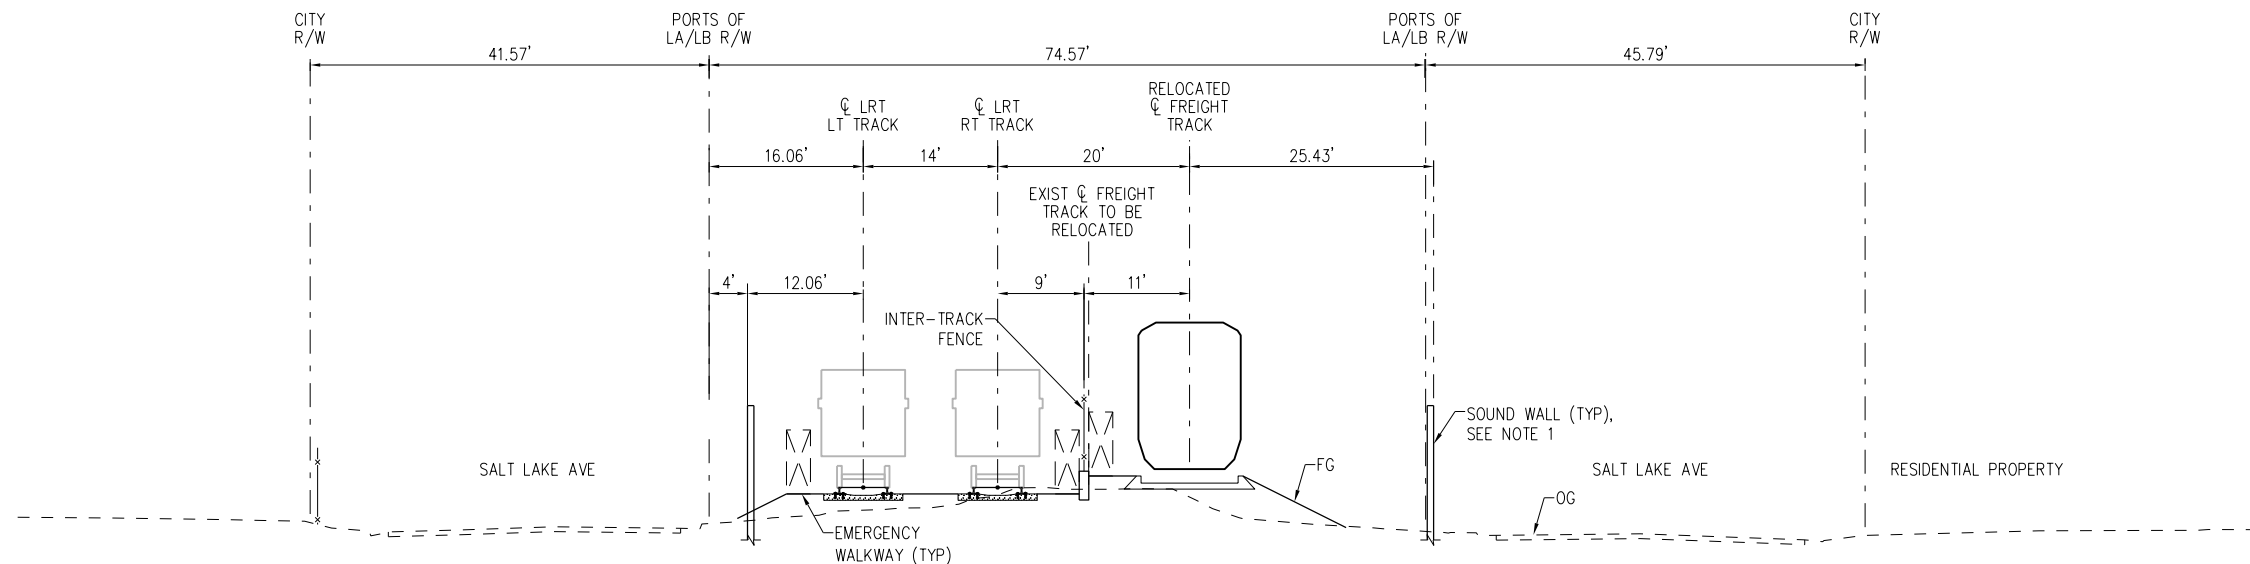 CITY
R/W
PORTS OF
LA/LB R/W
PORTS OF
LA/LB R/W
CITY
R/W
41.57'
74.57'
45.79'
℄ LRT
LT TRACK
℄ LRT
RT TRACK
RELOCATED
℄ FREIGHT
TRACK
16.06'
14'
20'
25.43'
EXIST ℄ FREIGHT
TRACK TO BE
RELOCATED
4'
12.06'
9'
11'
INTER-TRACK
FENCE
SOUND WALL (TYP),
SEE NOTE 1
SALT LAKE AVE
FG
SALT LAKE AVE
RESIDENTIAL PROPERTY
OG
EMERGENCY
WALKWAY (TYP)